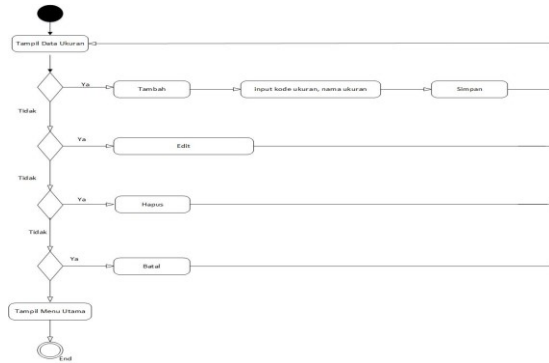 Tampil Data Ukuran
Ya
Tambah
input kode ukuran, nama ukuran
Simpan
Tidak
Ya
Edit
Tidak
Ya
Hapus
Tidak
Ya
Batal
Tampil Menu Utama
End